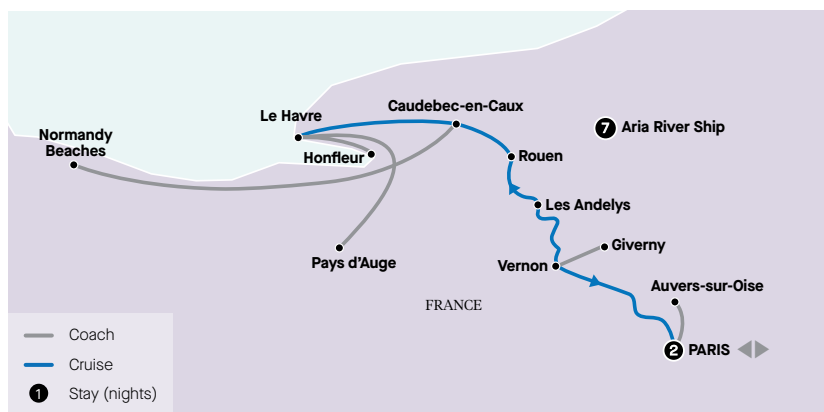 Le Havre
Caudebec-en-Caux
Normandy
Beaches
Honfleur
7 Aria River Ship
Rouen
Les Andelys
Pays d’Auge
Vernon
Giverny
Auvers-sur-Oise
FRANCE
2 PARIS
Coach
Cruise
1 Stay (nights)